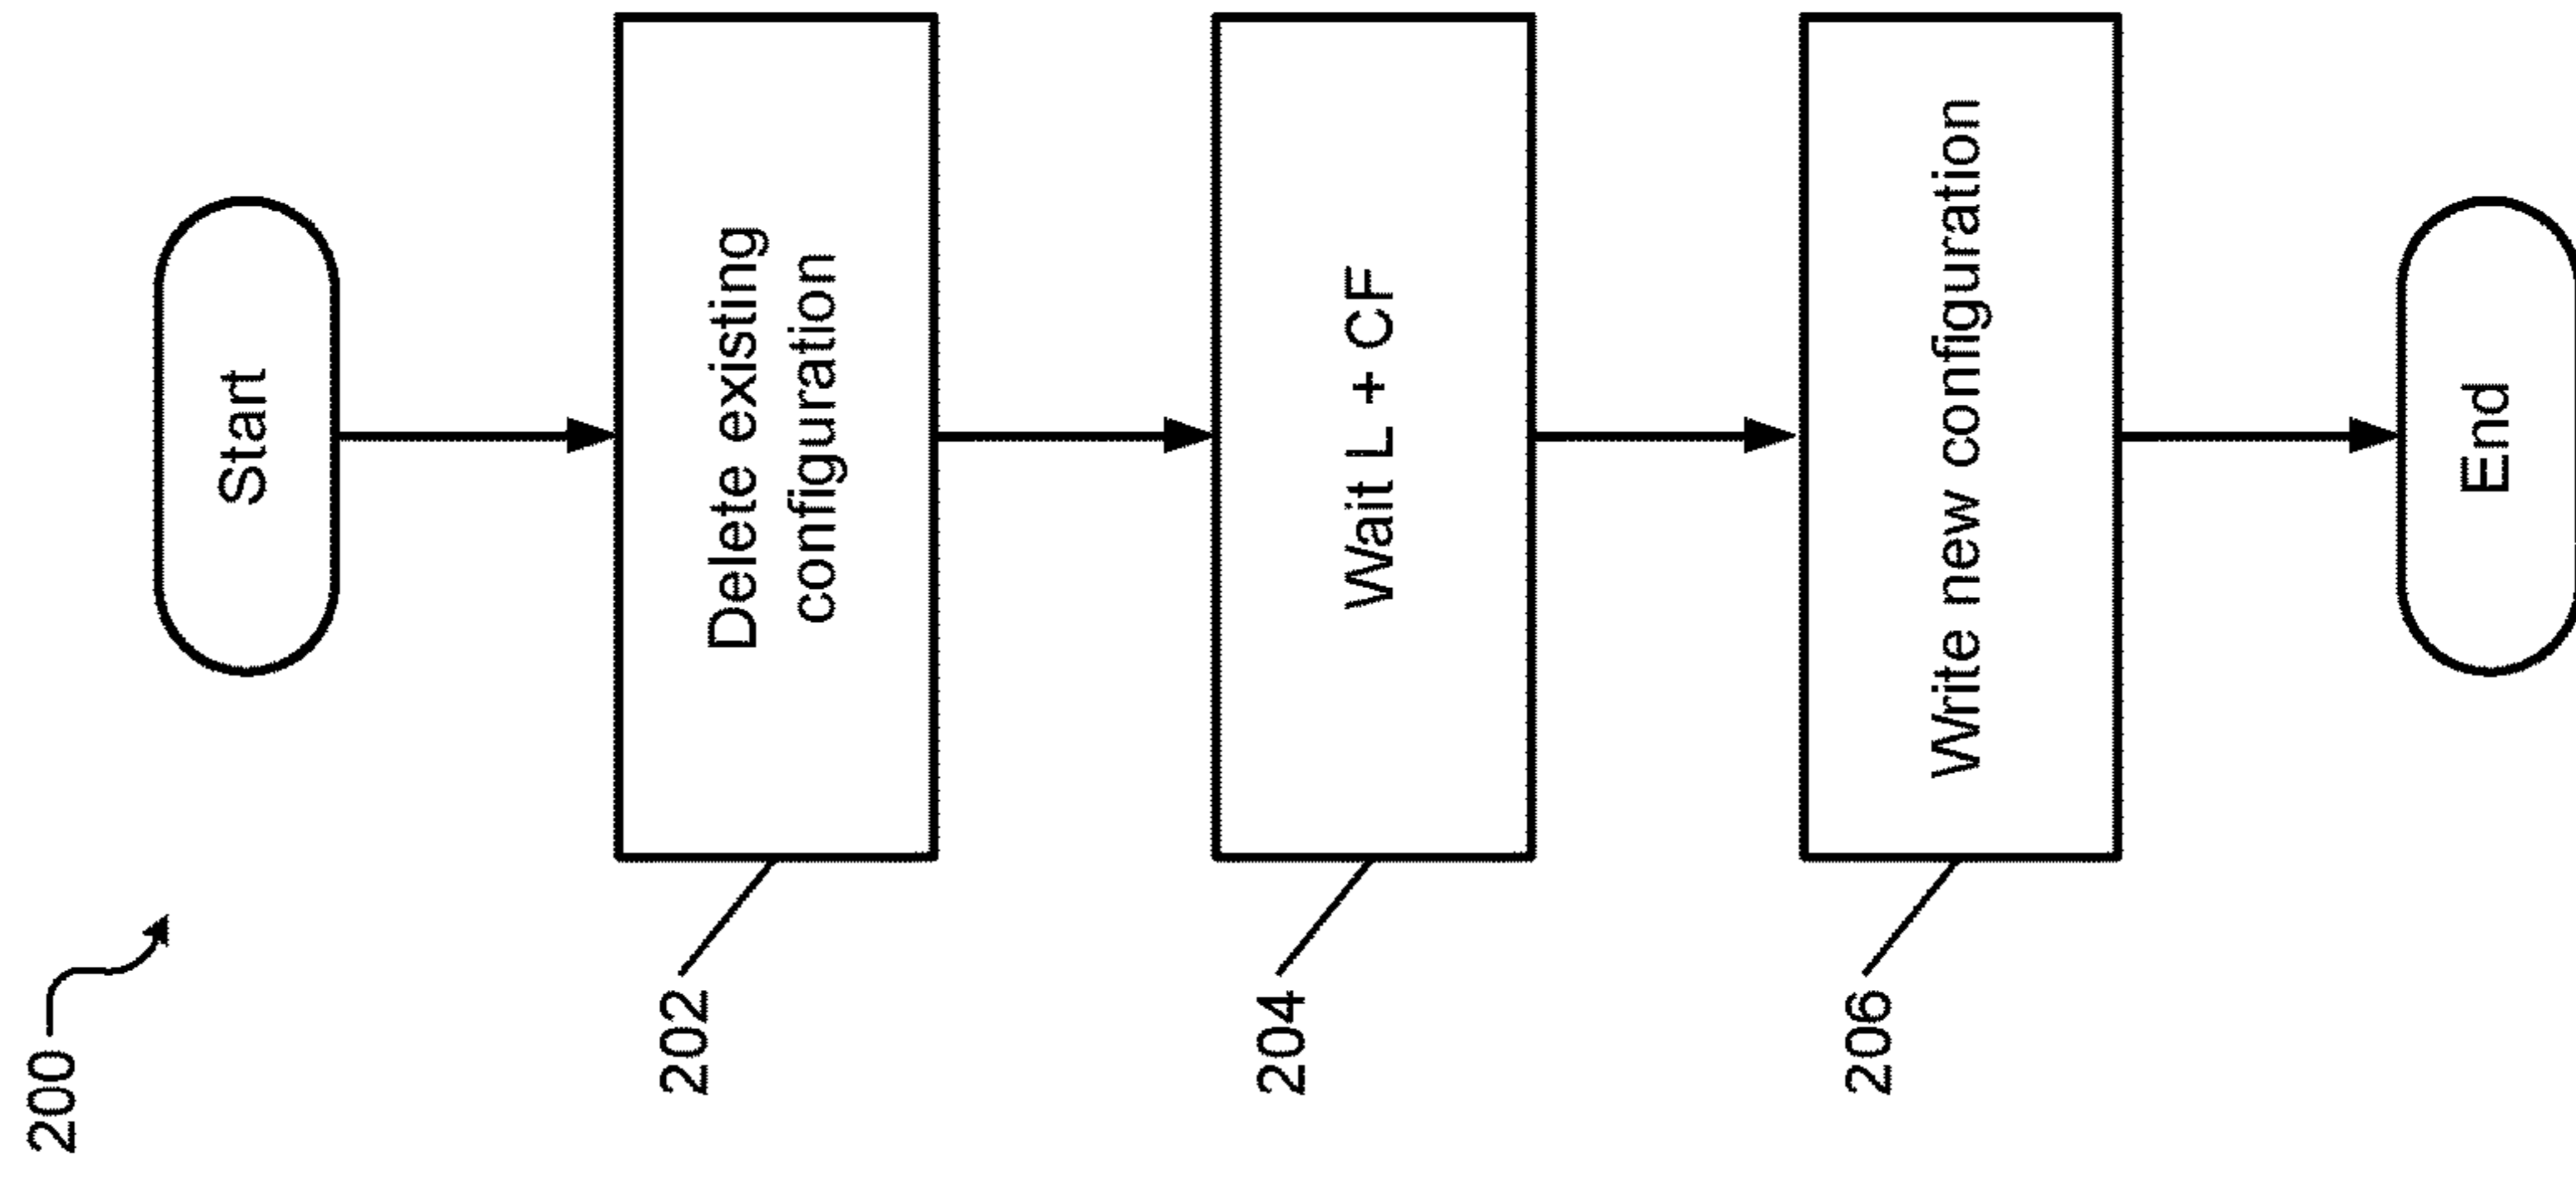 200
Start
202
Delete existing
configuration
204
Wait L + CF
206
Write new configuration
End